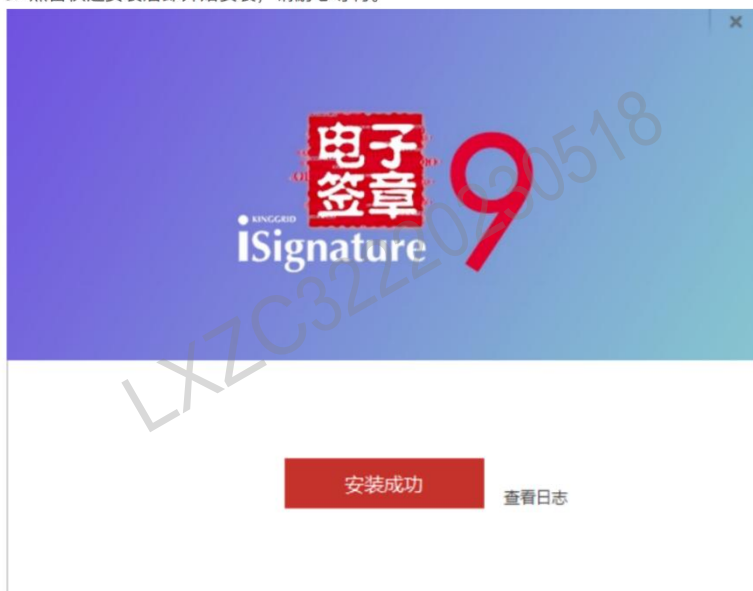 ×
电子
签章
9
KINGGRID
iSignature
LXZC32220230518
安装成功
查看日志